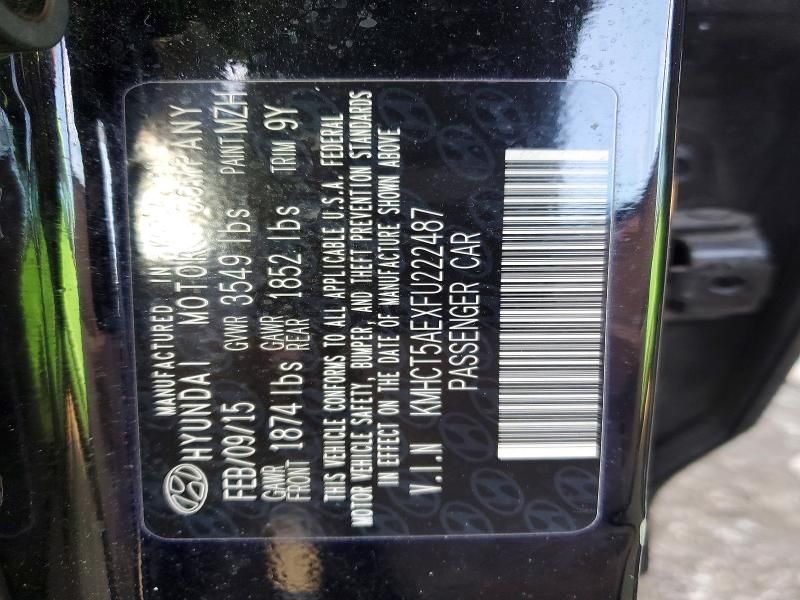 MANUFACTURED IN
HYUNDAI MOTOR COMPANY
FEB/09/15 GVWR 3549 lbs PAINT MZH
GAWR FRONT 1874 lbs GAWR REAR 1852 lbs TRIM 9Y
THIS VEHICLE CONFORMS TO ALL APPLICABLE U.S.A. FEDERAL
MOTOR VEHICLE SAFETY, BUMPER, AND THEFT PREVENTION STANDARDS
IN EFFECT ON THE DATE OF MANUFACTURE SHOWN ABOVE
V.I.N KMHCT5AEXFU222487
PASSENGER CAR